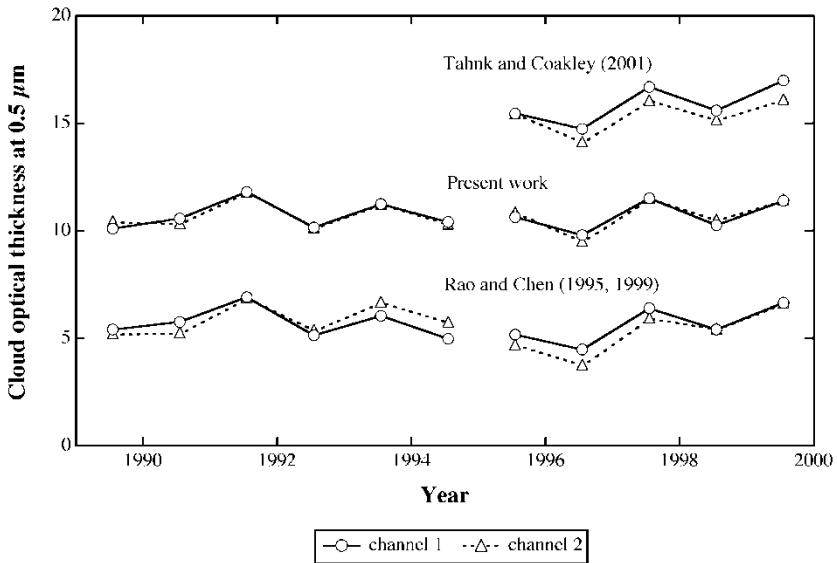 20
15
10
5
0
Cloud optical thickness at 0.5 µm
Tahnk and Coakley (2001)
Present work
Rao and Chen (1995, 1999)
1990
1992
1994
1996
1998
2000
Year
channel 1
channel 2